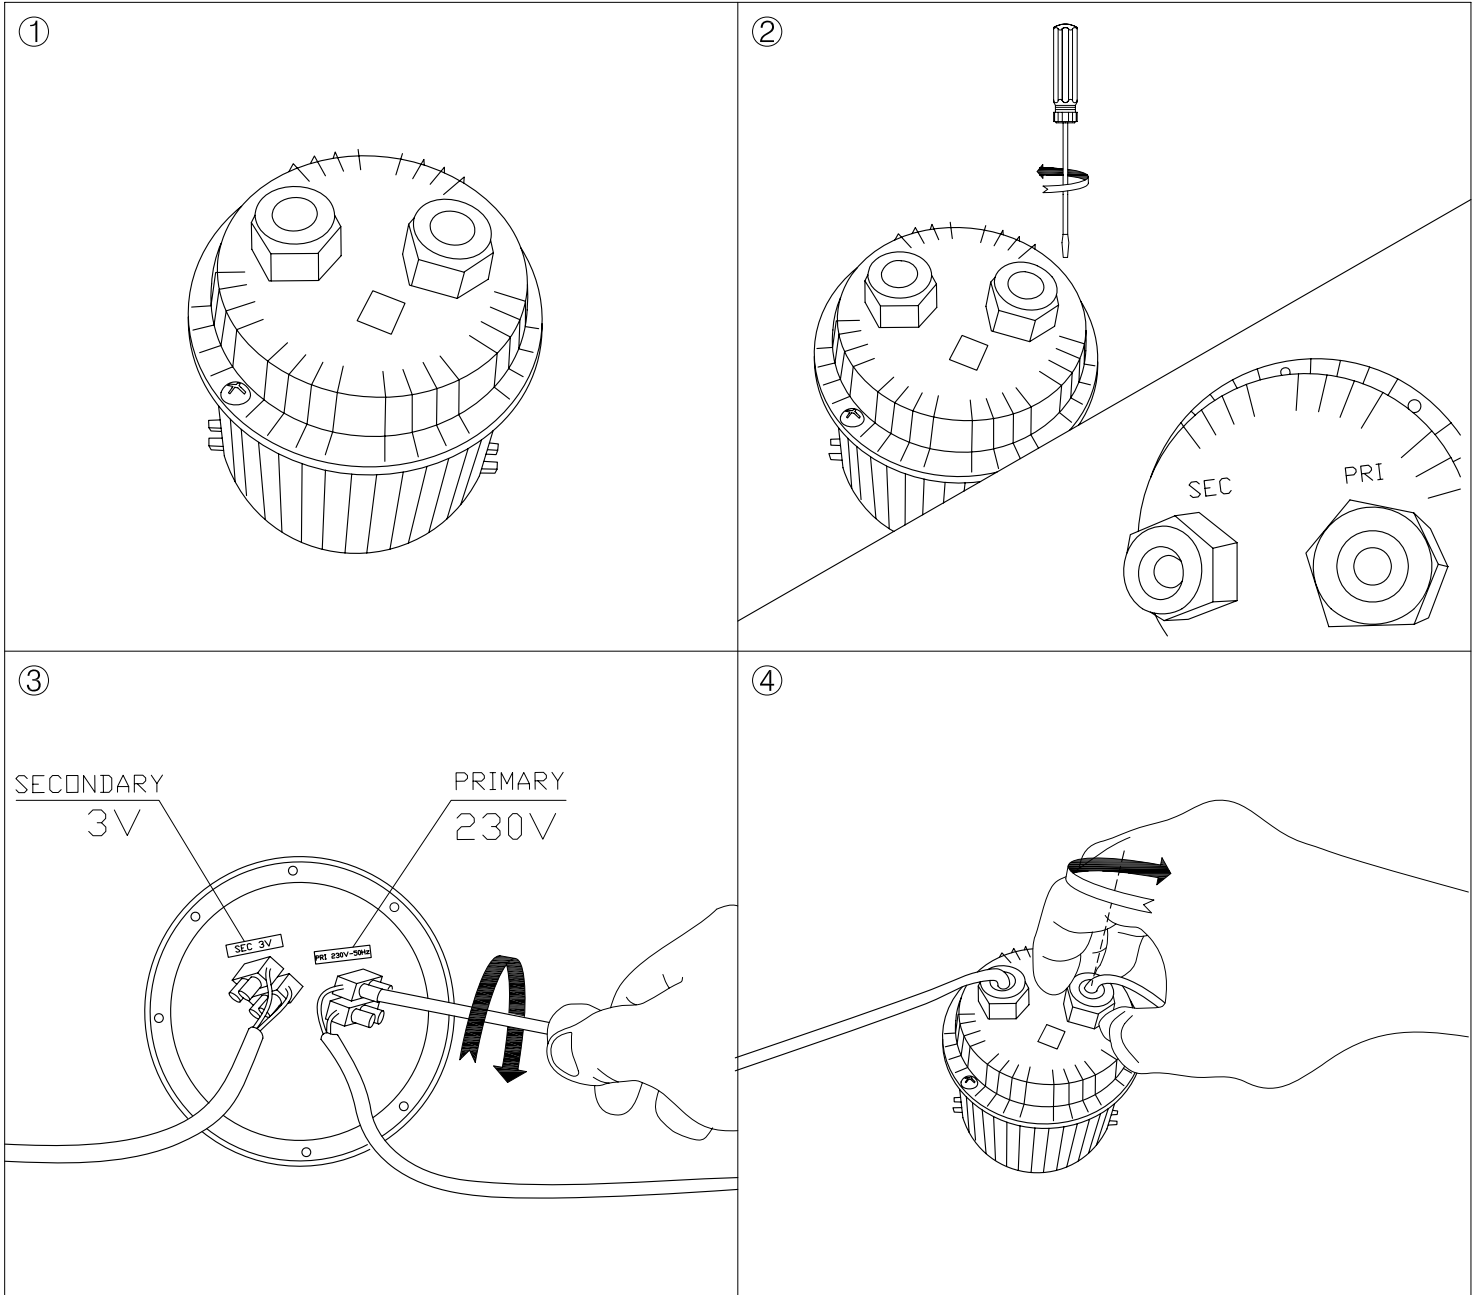 ①
②
SEC
PRI
③
SECONDARY
3V
PRIMARY
230V
SEC 3V
PRI 230V-50Hz
④